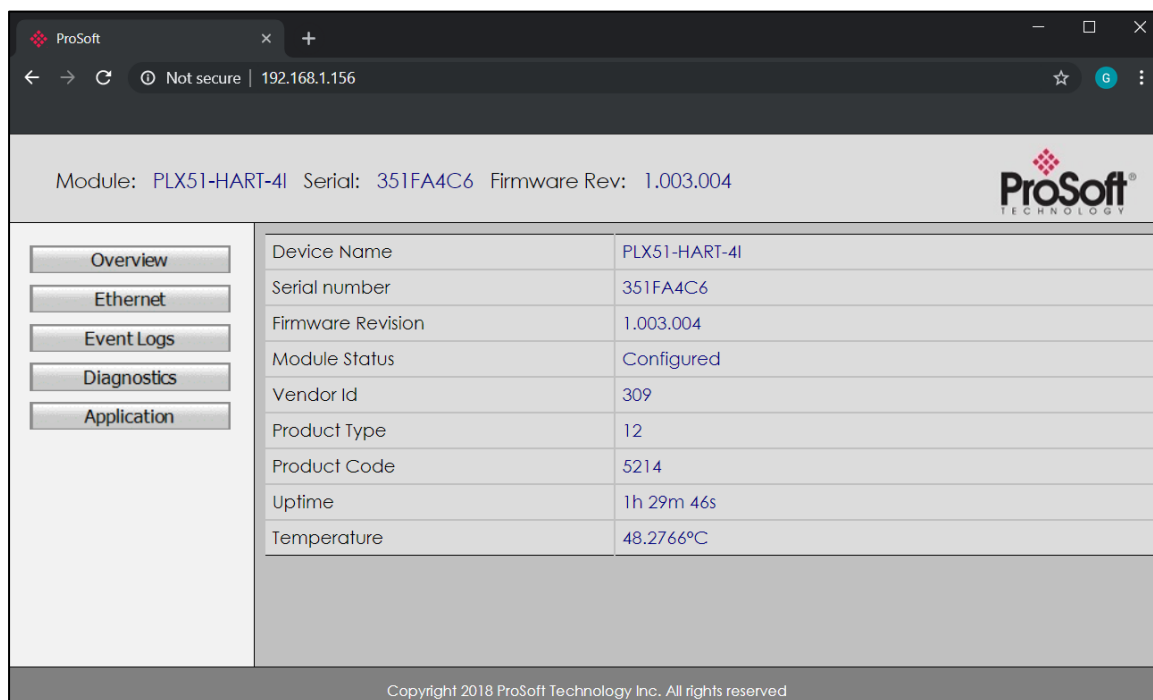 ProSoft
Not secure | 192.168.1.156
G
Module: PLX51-HART-4I Serial: 351FA4C6 Firmware Rev: 1.003.004
ProSoft®
TECHNOLOGY
Overview
Ethernet
Event Logs
Diagnostics
Application
Device Name PLX51-HART-4I
Serial number 351FA4C6
Firmware Revision 1.003.004
Module Status Configured
Vendor Id 309
Product Type 12
Product Code 5214
Uptime 1h 29m 46s
Temperature 48.2766ºC
Copyright 2018 ProSoft Technology Inc. All rights reserved